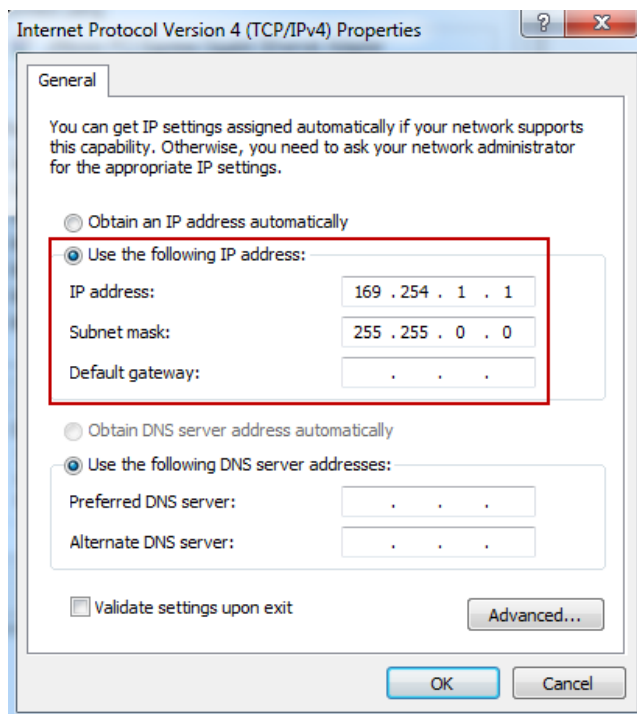 Internet Protocol Version 4 (TCP/IPv4) Properties
?
General
You can get IP settings assigned automatically if your network supports
this capability. Otherwise, you need to ask your network administrator
for the appropriate IP settings.
Obtain an IP address automatically
Use the following IP address:
IP address: 169 . 254 . 1 . 1
Subnet mask: 255 . 255 . 0 . 0
Default gateway: . . .
Obtain DNS server address automatically
Use the following DNS server addresses:
Preferred DNS server: . . .
Alternate DNS server: . . .
Validate settings upon exit
Advanced...
OK Cancel